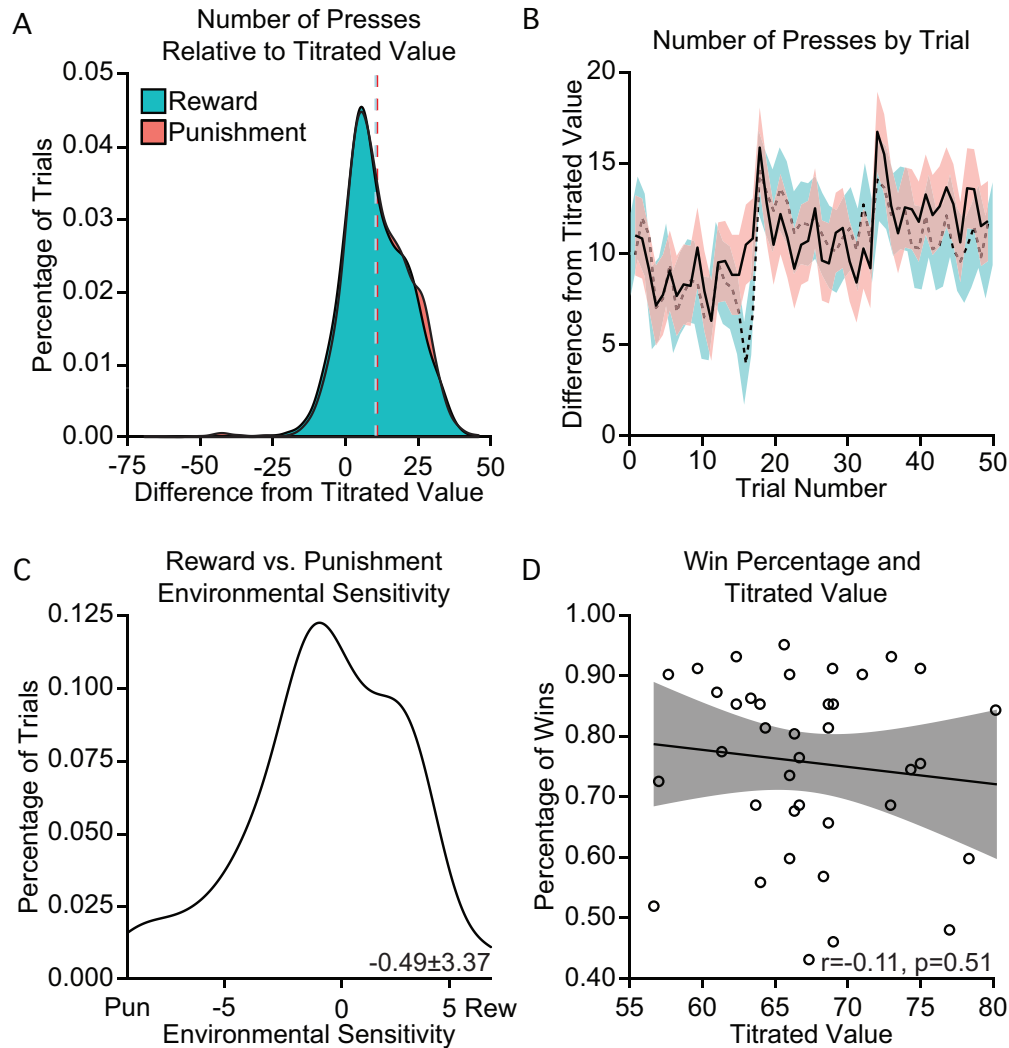 A
Number of Presses
Relative to Titrated Value
Percentage of Trials
0.05
0.04
0.03
0.02
0.01
0.00
Reward
Punishment
-75 -50 -25 0 25 50
Difference from Titrated Value
B
Number of Presses by Trial
Difference from Titrated Value
20
15
10
5
0
0 10 20 30 40 50
Trial Number
C
Reward vs. Punishment
Environmental Sensitivity
Percentage of Trials
0.125
0.100
0.075
0.050
0.025
0.000
-0.49±3.37
Pun -5 0 5 Rew
Environmental Sensitivity
D
Win Percentage and
Titrated Value
Percentage of Wins
1.00
0.90
0.80
0.70
0.60
0.50
0.40
r=-0.11, p=0.51
55 60 65 70 75 80
Titrated Value